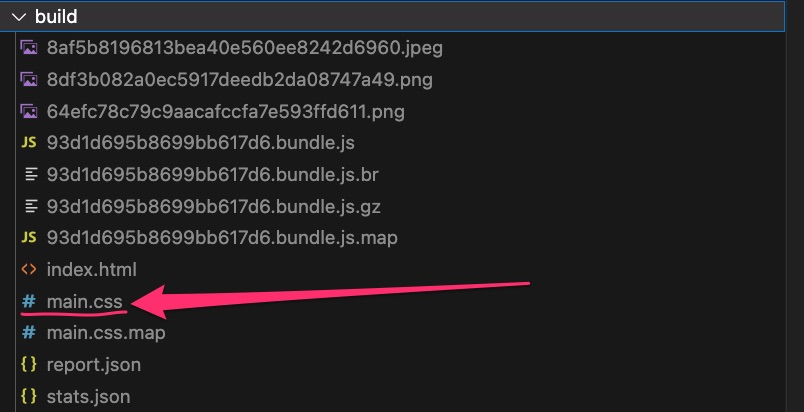 build
8af5b8196813bea40e560ee8242d6960.jpeg
8df3b082a0ec5917deedb2da08747a49.png
64efc78c79c9aacafccfa7e593ffd611.png
JS 93d1d695b8699bb617d6.bundle.js
93d1d695b8699bb617d6.bundle.js.br
93d1d695b8699bb617d6.bundle.js.gz
JS 93d1d695b8699bb617d6.bundle.js.map
<> index.html
# main.css
# main.css.map
{} report.json
{} stats.json